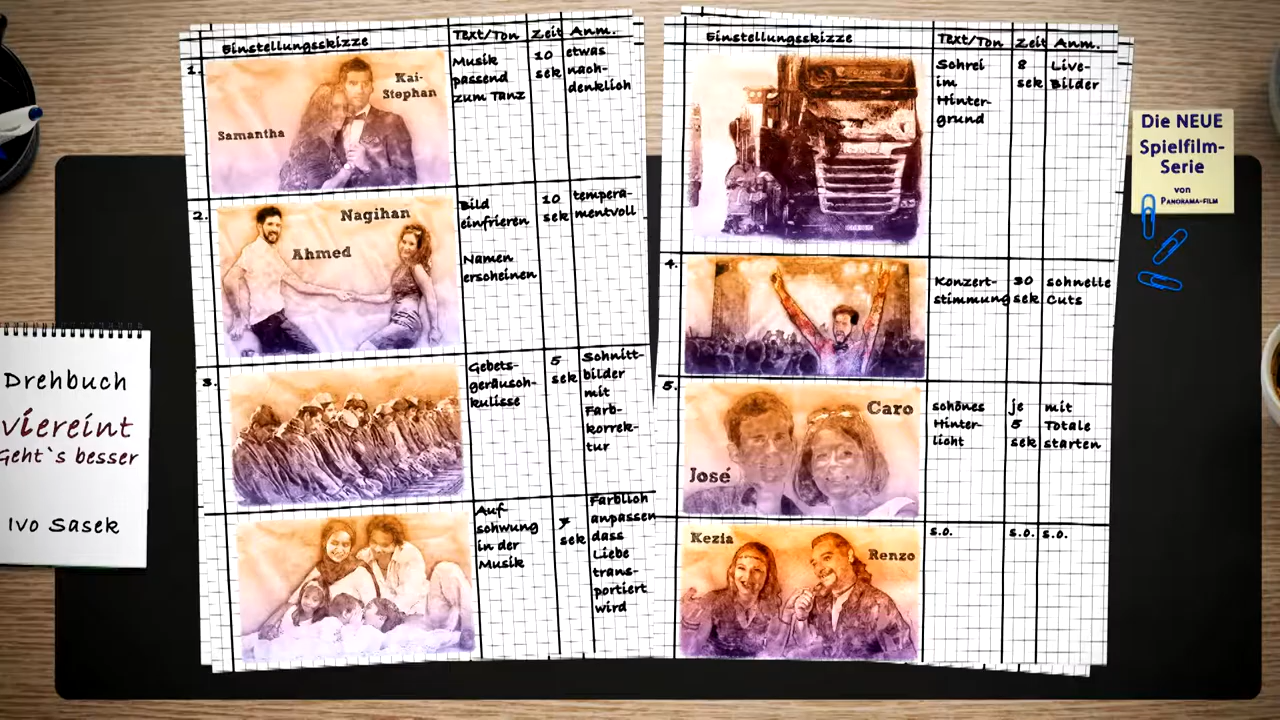 Einstellungsskizze Text/Ton Zeit Anm.
1.
Kai-
Stephan
Samantha
Musik
passend
zum Tanz
10
sek
etwas
nach-
denklich
2.
Nagihan
Ahmed
Bild
einfrieren
Namen
erscheinen
10
sek
tempera-
mentvoll
3.
Gebets-
geräusch-
kulisse
5
sek
Schnitt-
bilder
mit
Farb-
korrek-
tur
Auf
schwung
in der
Musik
7
sek
Farblich
anpassen
dass
Liebe
trans-
portiert
wird
Einstellungsskizze Text/Ton Zeit Anm.
Schrei
im
Hinter-
grund
8
sek
Live-
Bilder
4.
Konzert-
stimmung
30
sek
schnelle
Cuts
5.
Caro
José
schönes
Hinter-
licht
je
5
sek
mit
Totale
starten
Kezia
Renzo
s.o. s.o. s.o.
Drehbuch
viereint
Geht`s besser
Ivo Sasek
Die NEUE
Spielfilm-
Serie
von
PANORAMA-FILM